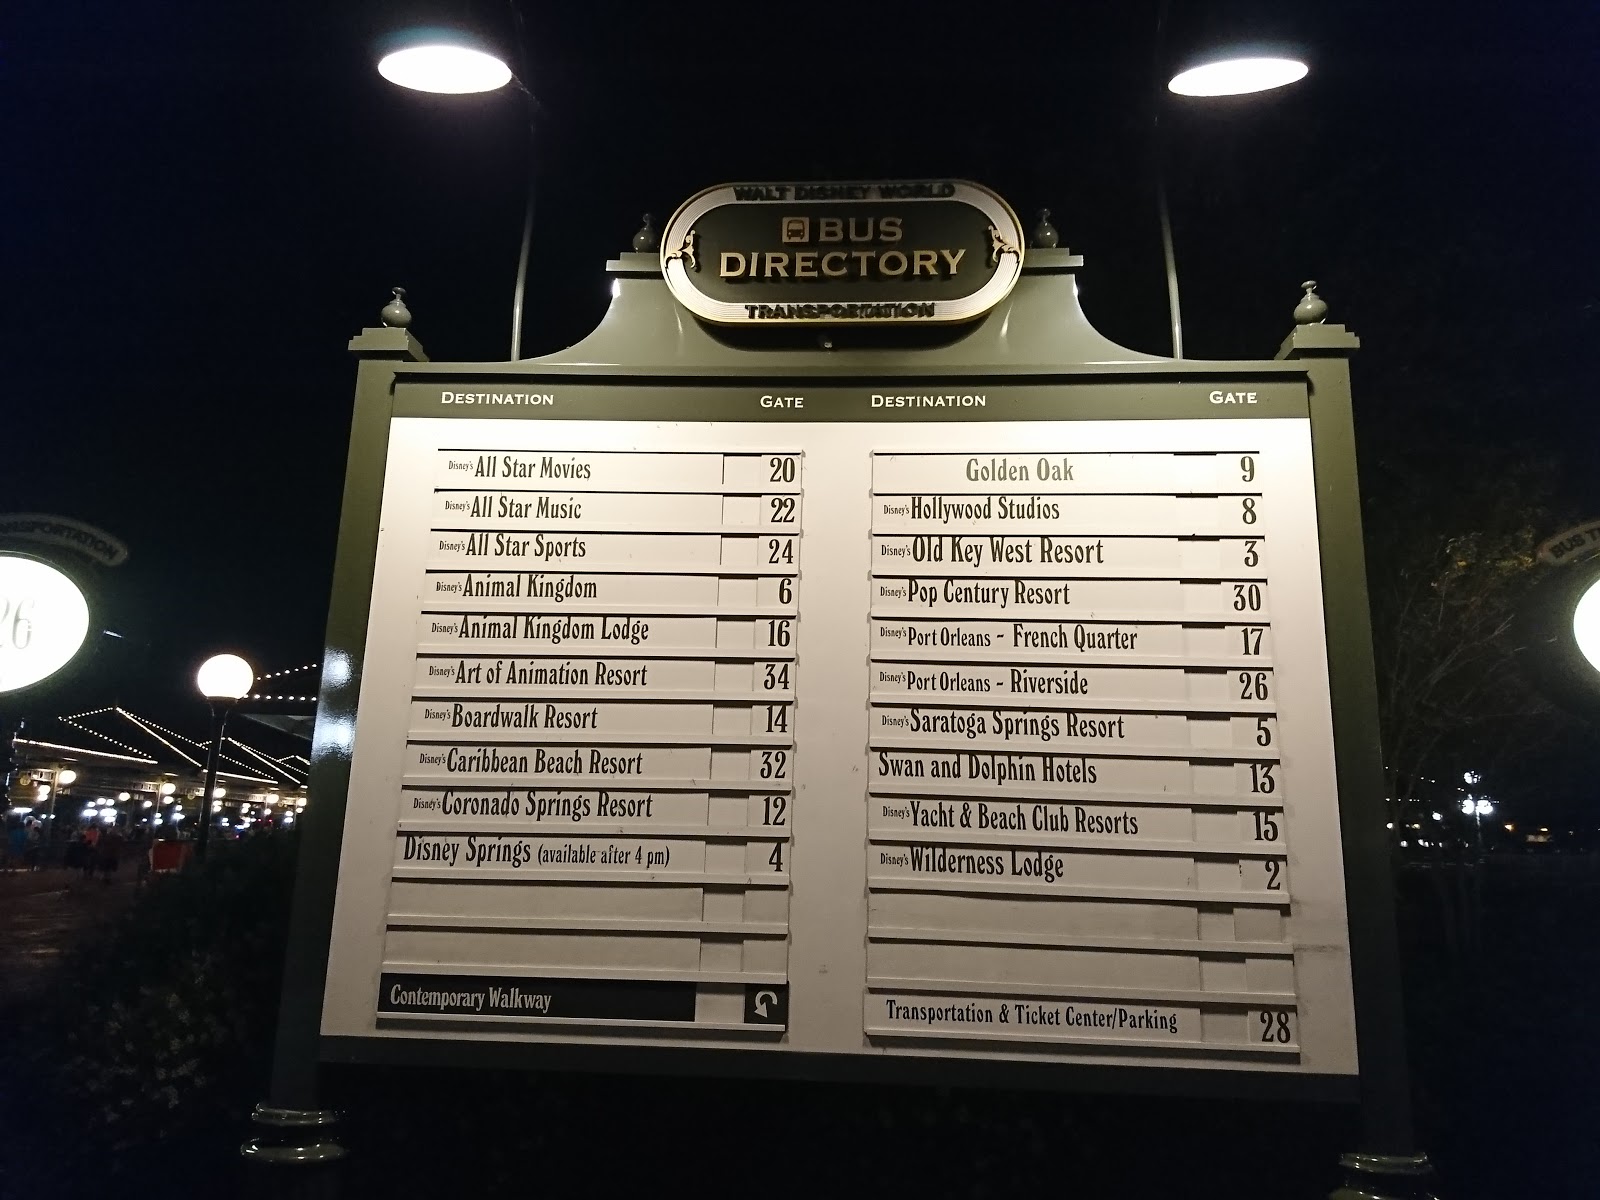 WALT DISNEY WORLD
BUS
DIRECTORY
TRANSPORTATION
DESTINATION GATE
Disney's All Star Movies 20
Disney's All Star Music 22
Disney's All Star Sports 24
Disney's Animal Kingdom 6
Disney's Animal Kingdom Lodge 16
Disney's Art of Animation Resort 34
Disney's Boardwalk Resort 14
Disney's Caribbean Beach Resort 32
Disney's Coronado Springs Resort 12
Disney Springs (available after 4 pm) 4
Contemporary Walkway
DESTINATION GATE
Golden Oak 9
Disney's Hollywood Studios 8
Disney's Old Key West Resort 3
Disney's Pop Century Resort 30
Disney's Port Orleans - French Quarter 17
Disney's Port Orleans - Riverside 26
Disney's Saratoga Springs Resort 5
Swan and Dolphin Hotels 13
Disney's Yacht & Beach Club Resorts 15
Disney's Wilderness Lodge 2
Transportation & Ticket Center/Parking 28
26
BUS